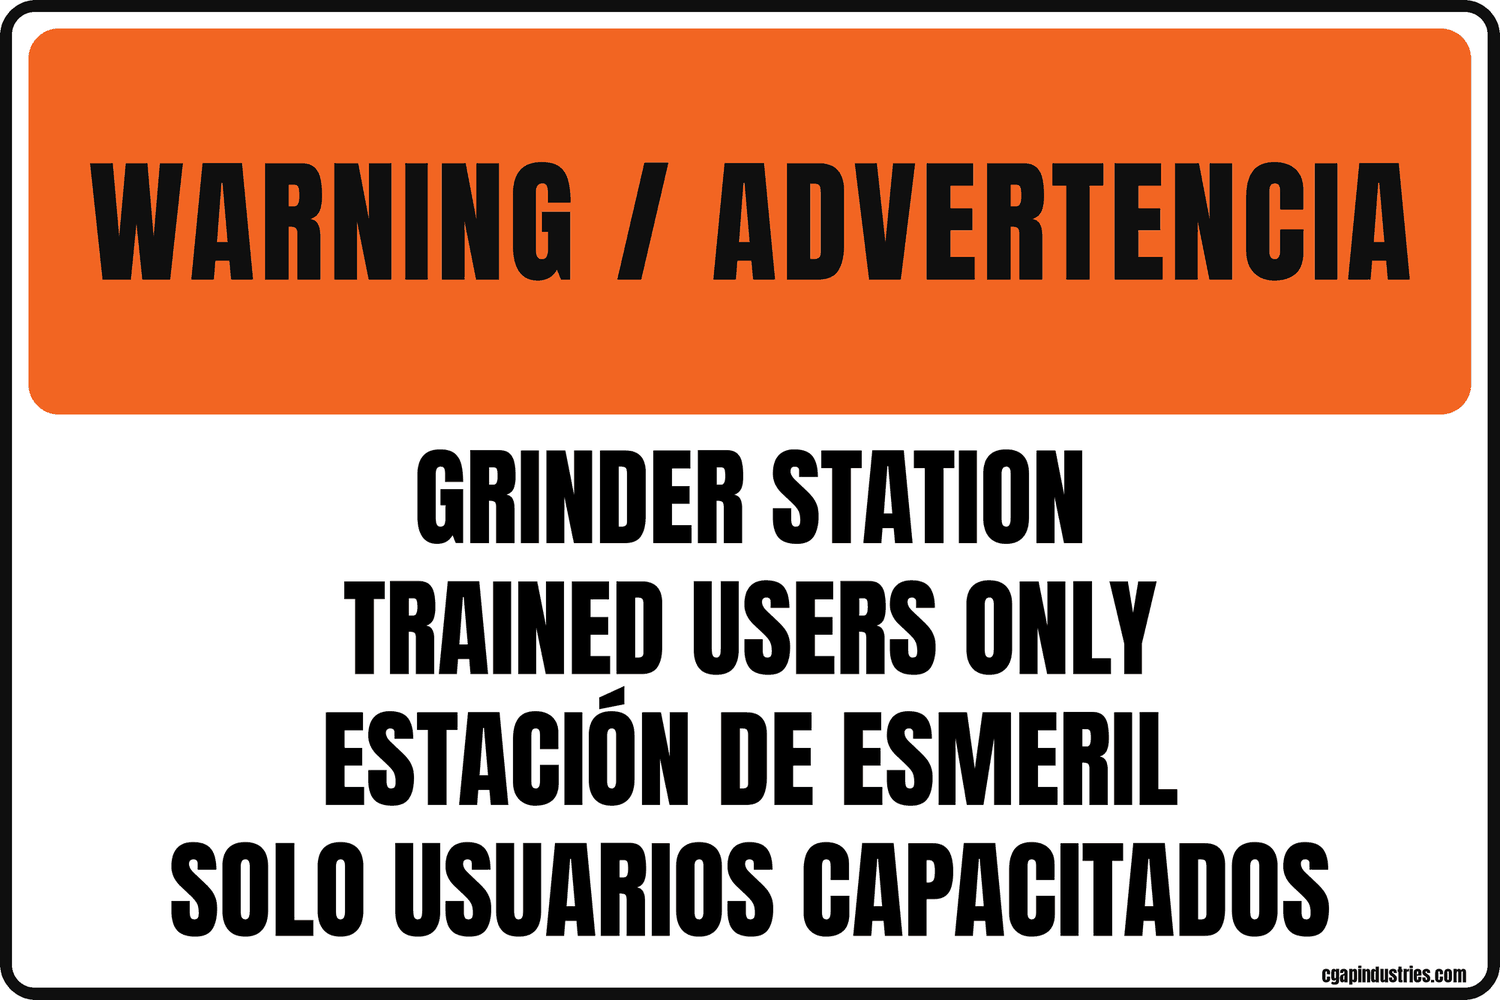 WARNING / ADVERTENCIA
GRINDER STATION
TRAINED USERS ONLY
ESTACIÓN DE ESMERIL
SOLO USUARIOS CAPACITADOS
cgapindustries.com